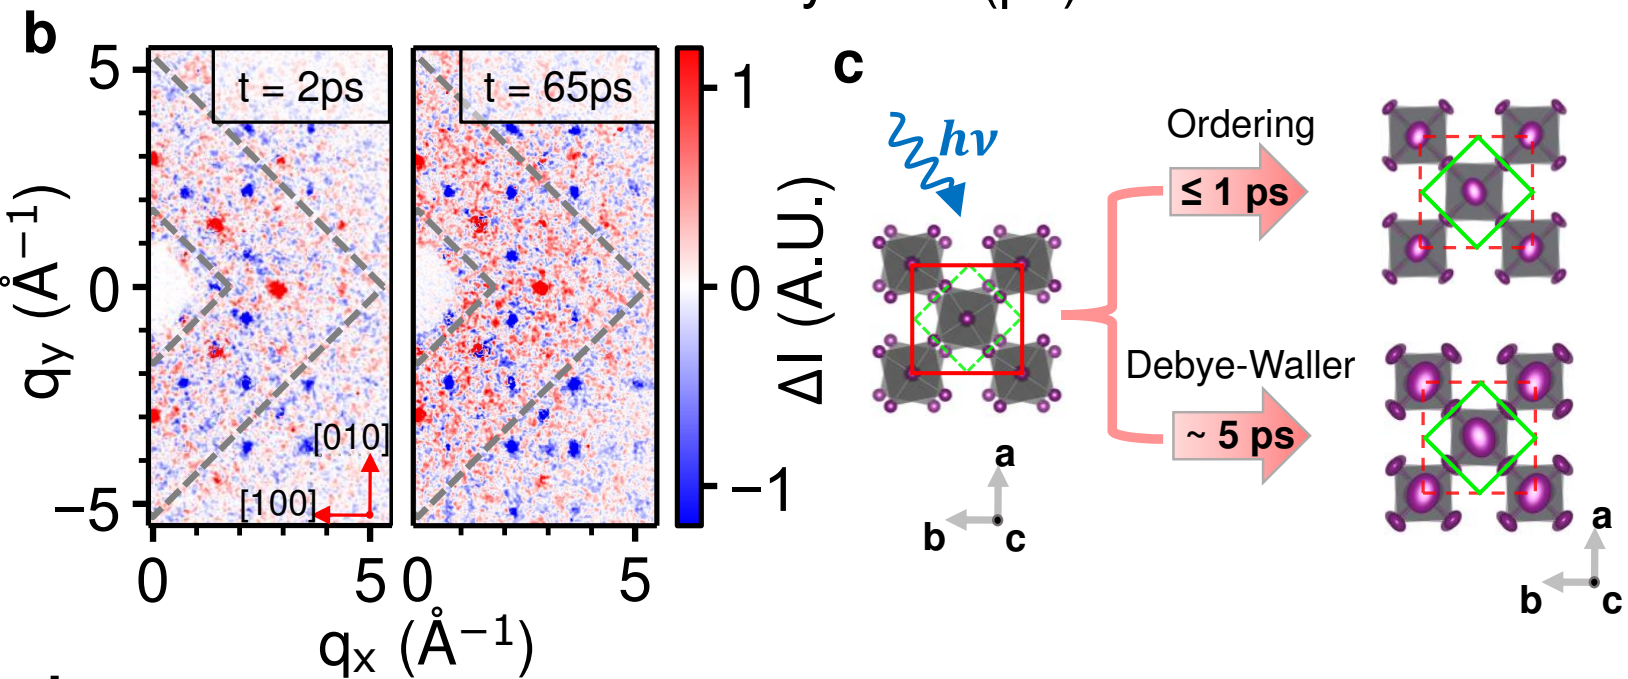 b
5
0
−5
qy (Å−1)
t = 2ps
t = 65ps
[010]
[100]
0
5
0
5
qx (Å−1)
1
0
−1
ΔI (A.U.)
c
hν
a
b
c
Ordering
≤ 1 ps
Debye-Waller
~ 5 ps
a
b
c